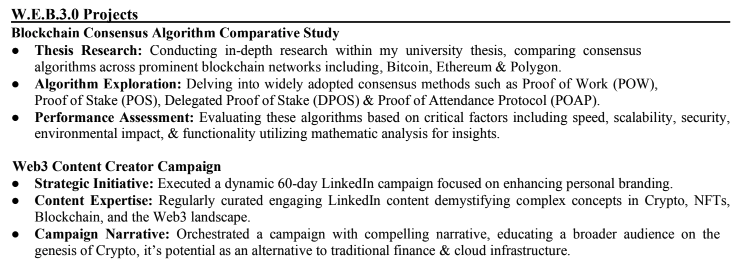 W.E.B.3.0 Projects
Blockchain Consensus Algorithm Comparative Study
● Thesis Research: Conducting in-depth research within my university thesis, comparing consensus
algorithms across prominent blockchain networks including, Bitcoin, Ethereum & Polygon.
● Algorithm Exploration: Delving into widely adopted consensus methods such as Proof of Work (POW),
Proof of Stake (POS), Delegated Proof of Stake (DPOS) & Proof of Attendance Protocol (POAP).
● Performance Assessment: Evaluating these algorithms based on critical factors including speed, scalability, security,
environmental impact, & functionality utilizing mathematic analysis for insights.
Web3 Content Creator Campaign
● Strategic Initiative: Executed a dynamic 60-day LinkedIn campaign focused on enhancing personal branding.
● Content Expertise: Regularly curated engaging LinkedIn content demystifying complex concepts in Crypto, NFTs,
Blockchain, and the Web3 landscape.
● Campaign Narrative: Orchestrated a campaign with compelling narrative, educating a broader audience on the
genesis of Crypto, it’s potential as an alternative to traditional finance & cloud infrastructure.